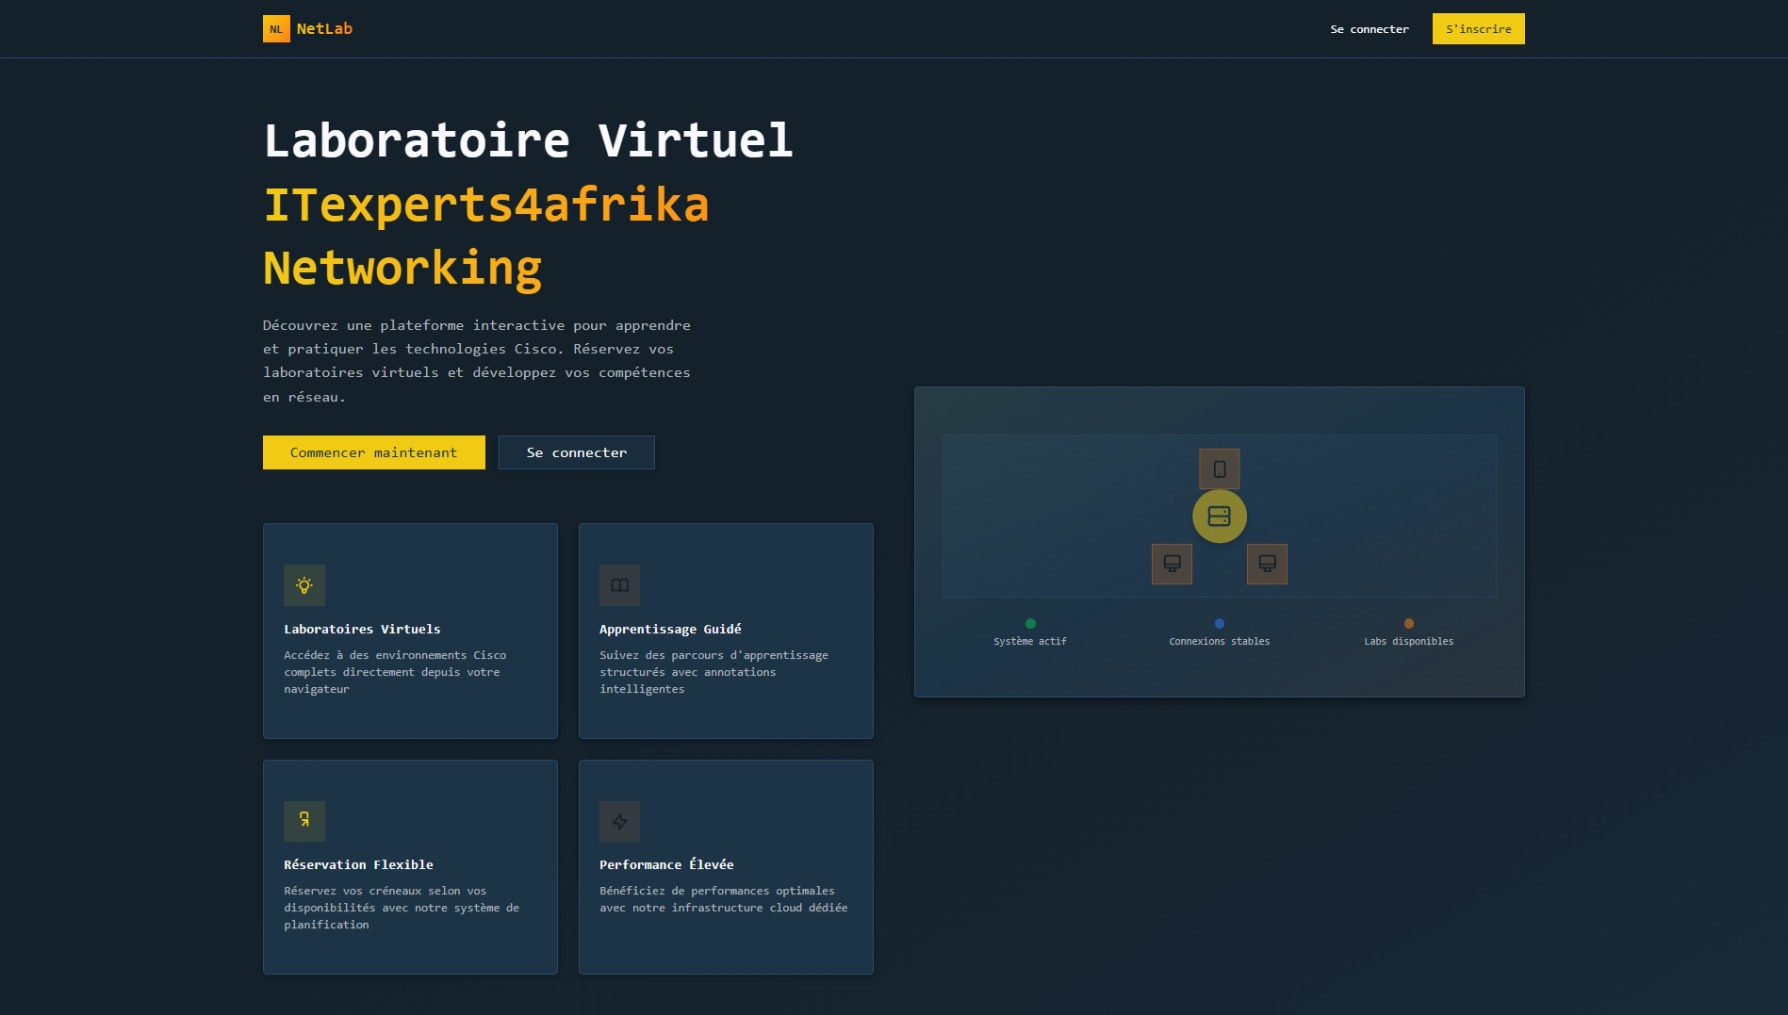 NL NetLab
Se connecter
S'inscrire
Laboratoire Virtuel
ITexperts4afrika
Networking
Découvrez une plateforme interactive pour apprendre
et pratiquer les technologies Cisco. Réservez vos
laboratoires virtuels et développez vos compétences
en réseau.
Commencer maintenant
Se connecter
Laboratoires Virtuels
Accédez à des environnements Cisco
complets directement depuis votre
navigateur
Apprentissage Guidé
Suivez des parcours d'apprentissage
structurés avec annotations
intelligentes
Réservation Flexible
Réservez vos créneaux selon vos
disponibilités avec notre système de
planification
Performance Élevée
Bénéficiez de performances optimales
avec notre infrastructure cloud dédiée
Système actif
Connexions stables
Labs disponibles